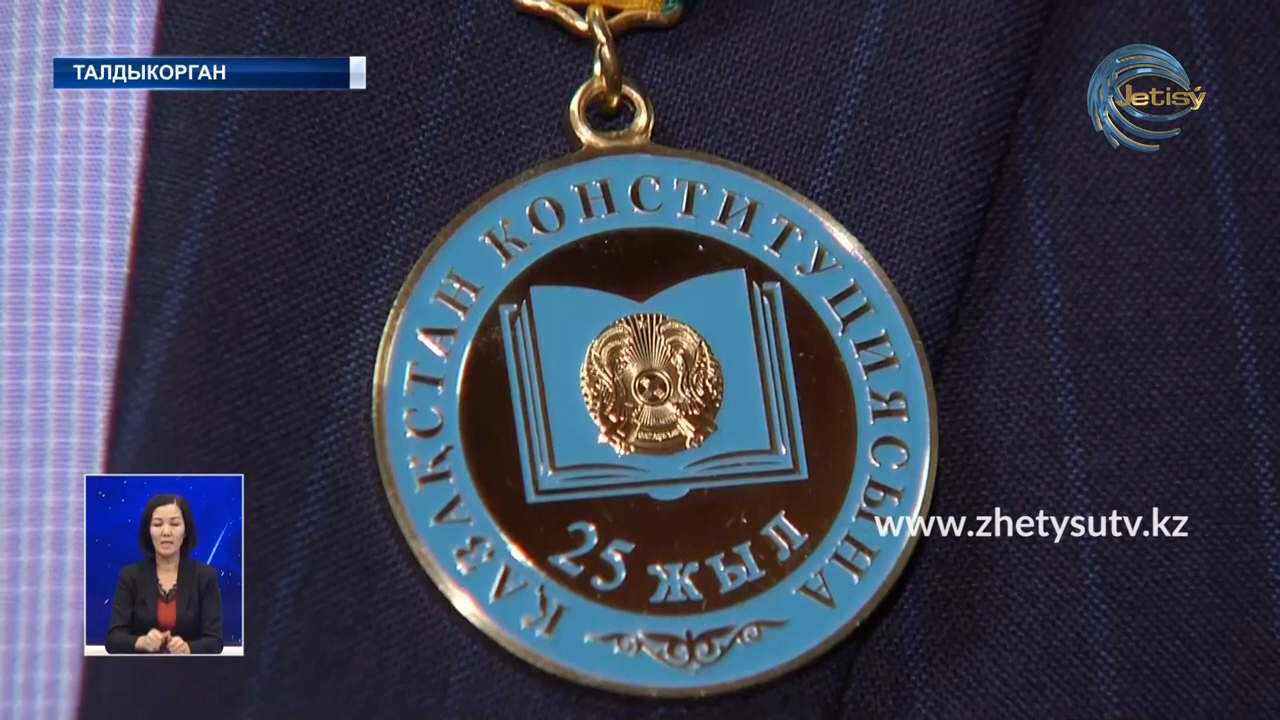 ТАЛДЫКОРГАН
Jetisý
ҚАЗАҚСТАН КОНСТИТУЦИЯСЫНА
25 ЖЫЛ
www.zhetysutv.kz